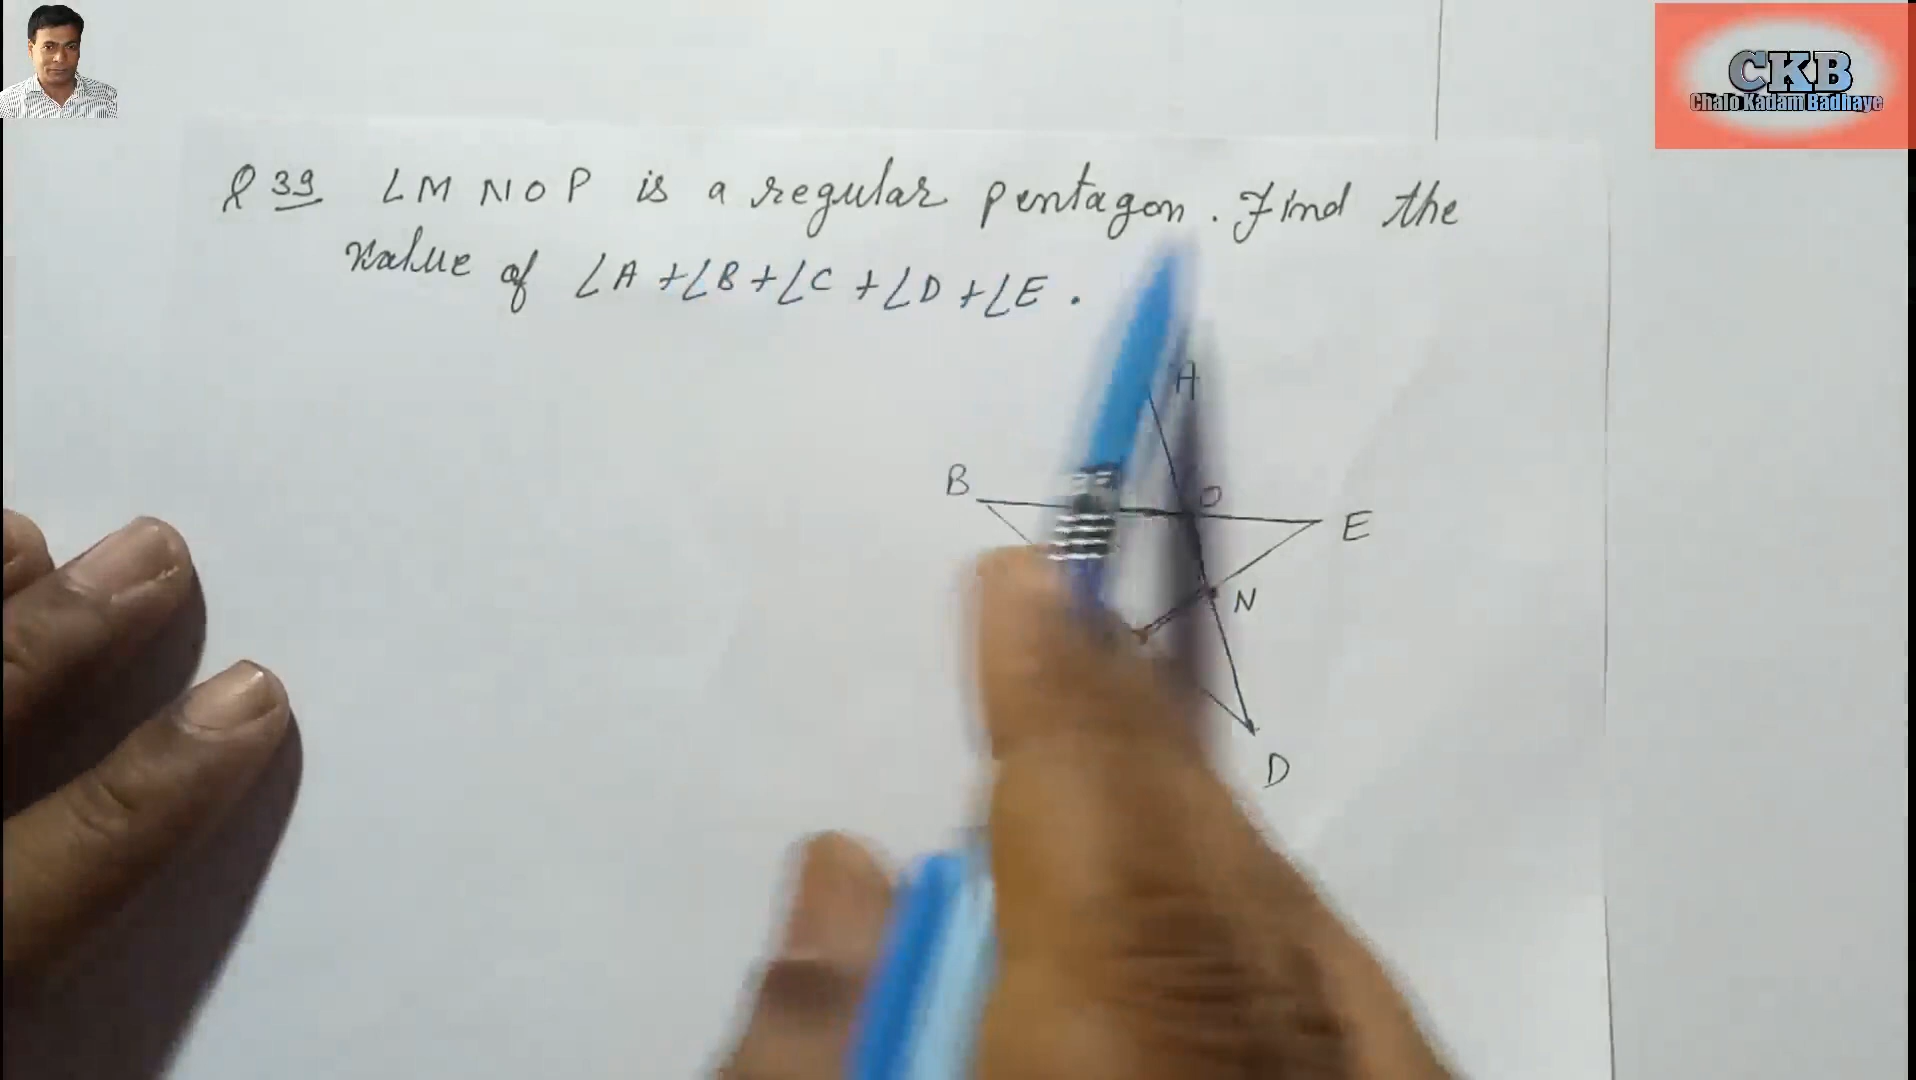 CKB
Chalo Kadam Badhaye
Q 39 LMNOP is a regular pentagon. Find the
value of ∠A+∠B+∠C+∠D+∠E.
A
B
O
E
N
D